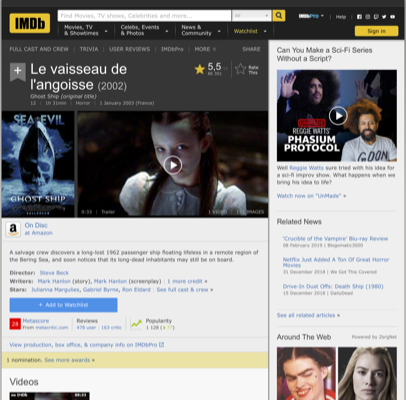 IMDb
Find Movies, TV shows, Celebrities and more...
All
IMDbPro
Help
Movies, TV & Showtimes
Celebs, Events & Photos
News & Community
Watchlist
Sign in
FULL CAST AND CREW | TRIVIA | USER REVIEWS | IMDbPro | MORE
SHARE
Le vaisseau de
l'angoisse (2002)
Ghost Ship (original title)
12 | 1h 31min | Horror | 1 January 2003 (France)
5,5
Rate
This
SEA EVIL
GHOST SHIP
0:33 | Trailer
1 VIDEO
IMAGES
On Disc
at Amazon
A salvage crew discovers a long-lost 1962 passenger ship floating lifeless in a remote region of
the Bering Sea, and soon notices that its long-dead inhabitants may still be on board.
Director: Steve Beck
Writers: Mark Hanlon (story), Mark Hanlon (screenplay) | 1 more credit »
Stars: Julianna Margulies, Gabriel Byrne, Ron Eldard | See full cast & crew »
+ Add to Watchlist
28
Metascore
From metacritic.com
Reviews
478 user | 163 critic
Popularity
View production, box office, & company info on IMDbPro
1 nomination. See more awards »
Videos
Can You Make a Sci-Fi Series
Without a Script?
REGGIE WATTS'
PHASIUM
PROTOCOL
Well Reggie Watts sure tried with his idea for
a sci-fi improv show. What happens when we
bring his idea to life?
Watch now on "UnMade" »
Related News
'Crucible of the Vampire' Blu-ray Review
08 February 2019 | Blogomatic3000
Netflix Just Added A Ton Of Great Horror
Movies
31 December 2018 | We Got This Covered
Drive-In Dust Offs: Death Ship (1980)
15 December 2018 | DailyDead
See all related articles »
Around The Web
Powered by ZergNet